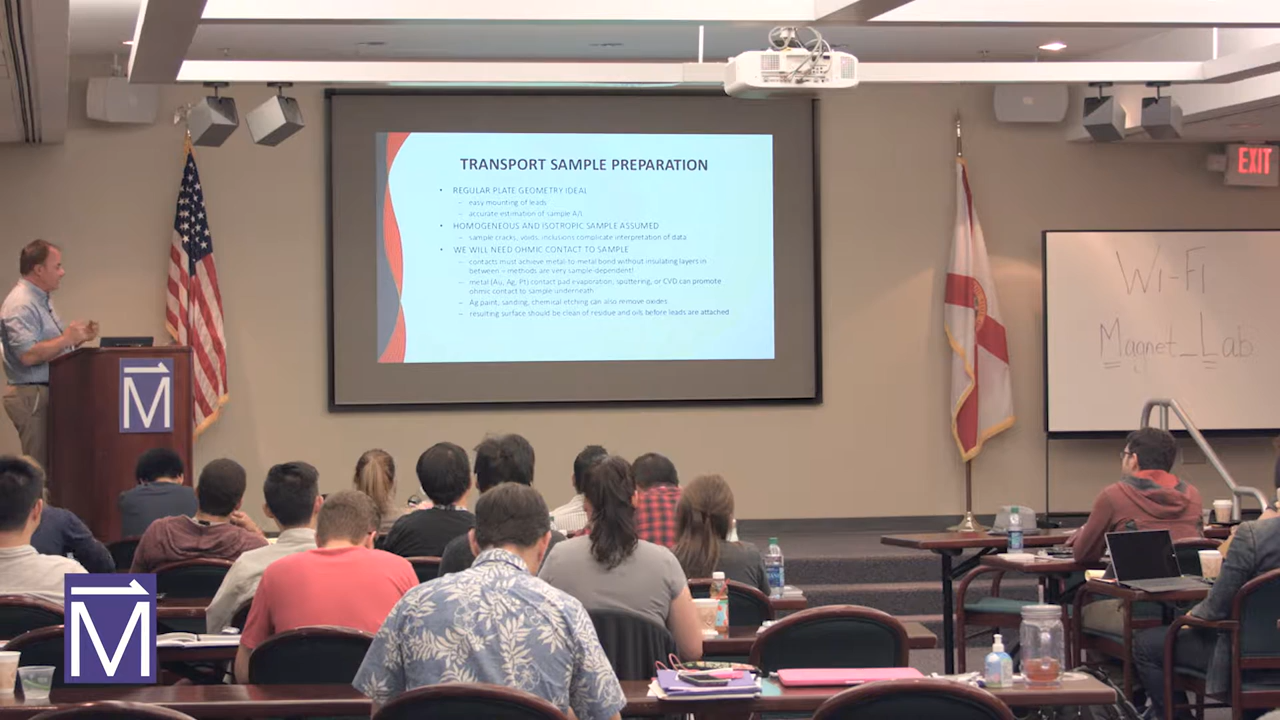 TRANSPORT SAMPLE PREPARATION
• REGULAR PLATE GEOMETRY IDEAL
– easy mounting of leads
– accurate estimation of sample A/l
• HOMOGENEOUS AND ISOTROPIC SAMPLE ASSUMED
– sample cracks, voids, inclusions complicate interpretation of data
• WE WILL NEED OHMIC CONTACT TO SAMPLE
– contacts must achieve metal-to-metal bond without insulating layers in
between – methods are very sample dependent!
– metal (Au, Ag, Pt) contact pad evaporation, sputtering, or CVD can promote
ohmic contact to sample underneath
– Ag paint, sanding, chemical etching can also remove oxides
– resulting surface should be clean of residue and oils before leads are attached
EXIT
Wi-Fi
Magnet_Lab
M
M